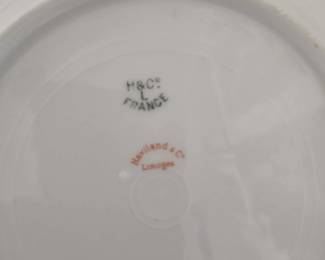 H&Cº
L
FRANCE
Haviland & Cº
Limoges